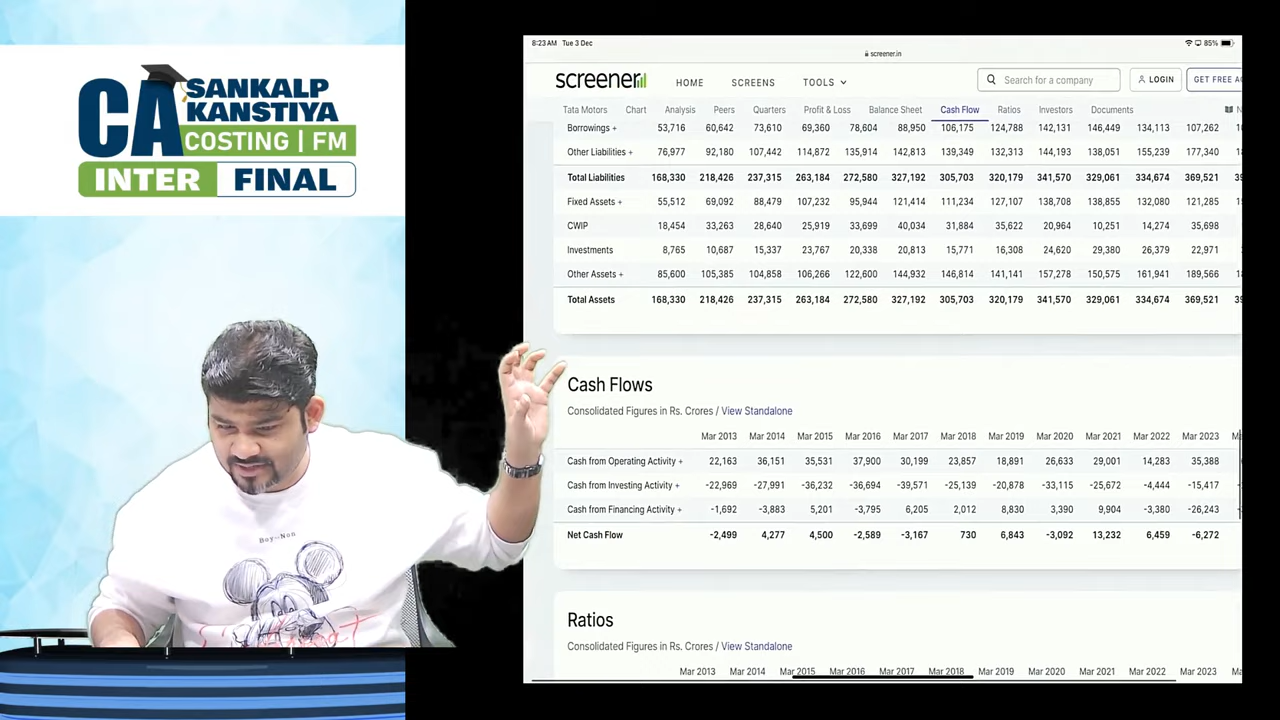 CA SANKALP
KANSTIYA
COSTING | FM
INTER FINAL
Boy--Non
8:23 AM Tue 3 Dec
screener.in
85%
screener HOME SCREENS TOOLS Search for a company LOGIN GET FREE A
Tata Motors Chart Analysis Peers Quarters Profit & Loss Balance Sheet Cash Flow Ratios Investors Documents N
Borrowings + 53,716 60,642 73,610 69,360 78,604 88,950 106,175 124,788 142,131 146,449 134,113 107,262
Other Liabilities + 76,977 92,180 107,442 114,872 135,914 142,813 139,349 132,313 144,193 138,051 155,239 177,340
Total Liabilities 168,330 218,426 237,315 263,184 272,580 327,192 305,703 320,179 341,570 329,061 334,674 369,521 39
Fixed Assets + 55,512 69,092 88,479 107,232 95,944 121,414 111,234 127,107 138,708 138,855 132,080 121,285
CWIP 18,454 33,263 28,640 25,919 33,699 40,034 31,884 35,622 20,964 10,251 14,274 35,698
Investments 8,765 10,687 15,337 23,767 20,338 20,813 15,771 16,308 24,620 29,380 26,379 22,971
Other Assets + 85,600 105,385 104,858 106,266 122,600 144,932 146,814 141,141 157,278 150,575 161,941 189,566
Total Assets 168,330 218,426 237,315 263,184 272,580 327,192 305,703 320,179 341,570 329,061 334,674 369,521 39
Cash Flows
Consolidated Figures in Rs. Crores / View Standalone
Mar 2013 Mar 2014 Mar 2015 Mar 2016 Mar 2017 Mar 2018 Mar 2019 Mar 2020 Mar 2021 Mar 2022 Mar 2023
Cash from Operating Activity + 22,163 36,151 35,531 37,900 30,199 23,857 18,891 26,633 29,001 14,283 35,388
Cash from Investing Activity + -22,969 -27,991 -36,232 -36,694 -39,571 -25,139 -20,878 -33,115 -25,672 -4,444 -15,417
Cash from Financing Activity + -1,692 -3,883 5,201 -3,795 6,205 2,012 8,830 3,390 9,904 -3,380 -26,243
Net Cash Flow -2,499 4,277 4,500 -2,589 -3,167 730 6,843 -3,092 13,232 6,459 -6,272
Ratios
Consolidated Figures in Rs. Crores / View Standalone
Mar 2013 Mar 2014 Mar 2015 Mar 2016 Mar 2017 Mar 2018 Mar 2019 Mar 2020 Mar 2021 Mar 2022 Mar 2023